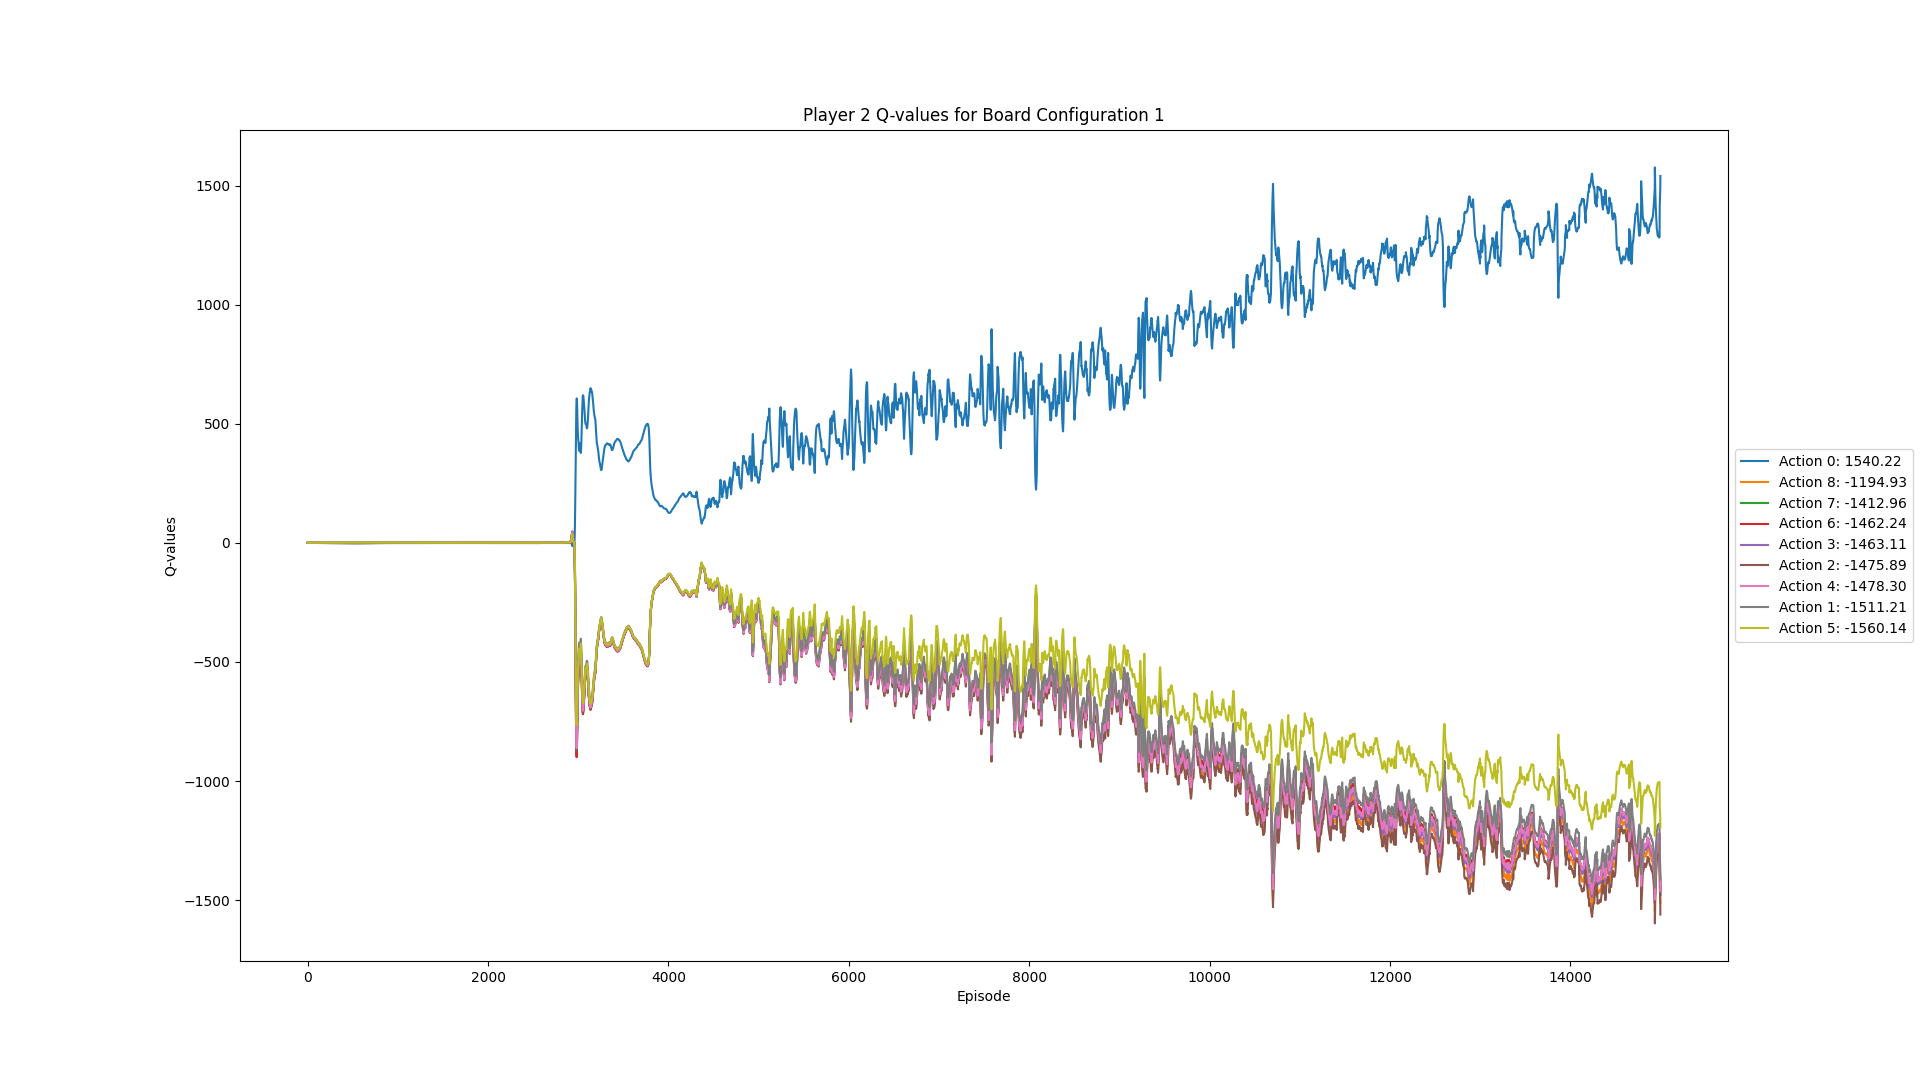 Player 2 Q-values for Board Configuration 1
Q-values
1500
1000
500
0
−500
−1000
−1500
0 2000 4000 6000 8000 10000 12000 14000
Episode
Action 0: 1540.22
Action 8: -1194.93
Action 7: -1412.96
Action 6: -1462.24
Action 3: -1463.11
Action 2: -1475.89
Action 4: -1478.30
Action 1: -1511.21
Action 5: -1560.14